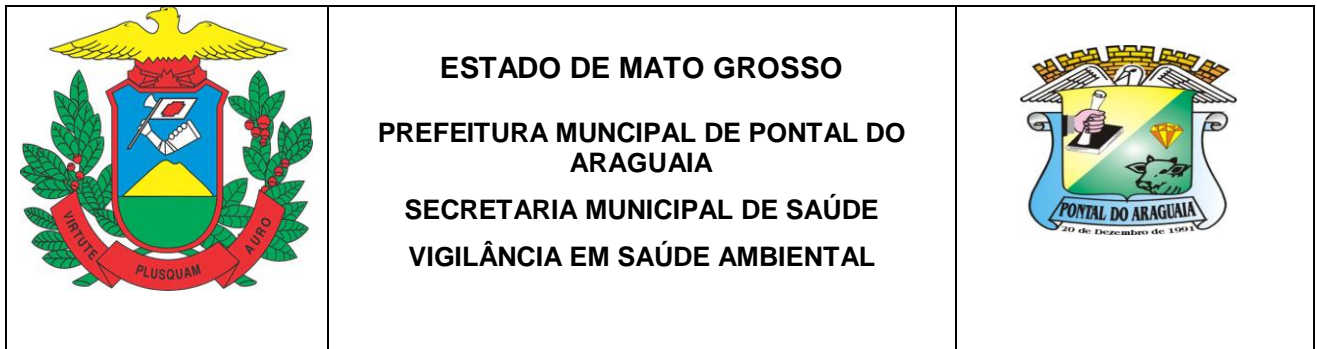 VIRTUTE
PLUSQUAM
AURO
ESTADO DE MATO GROSSO
PREFEITURA MUNCIPAL DE PONTAL DO
ARAGUAIA
SECRETARIA MUNICIPAL DE SAÚDE
VIGILÂNCIA EM SAÚDE AMBIENTAL
PONTAL DO ARAGUAIA
20 de Dezembro de 1991